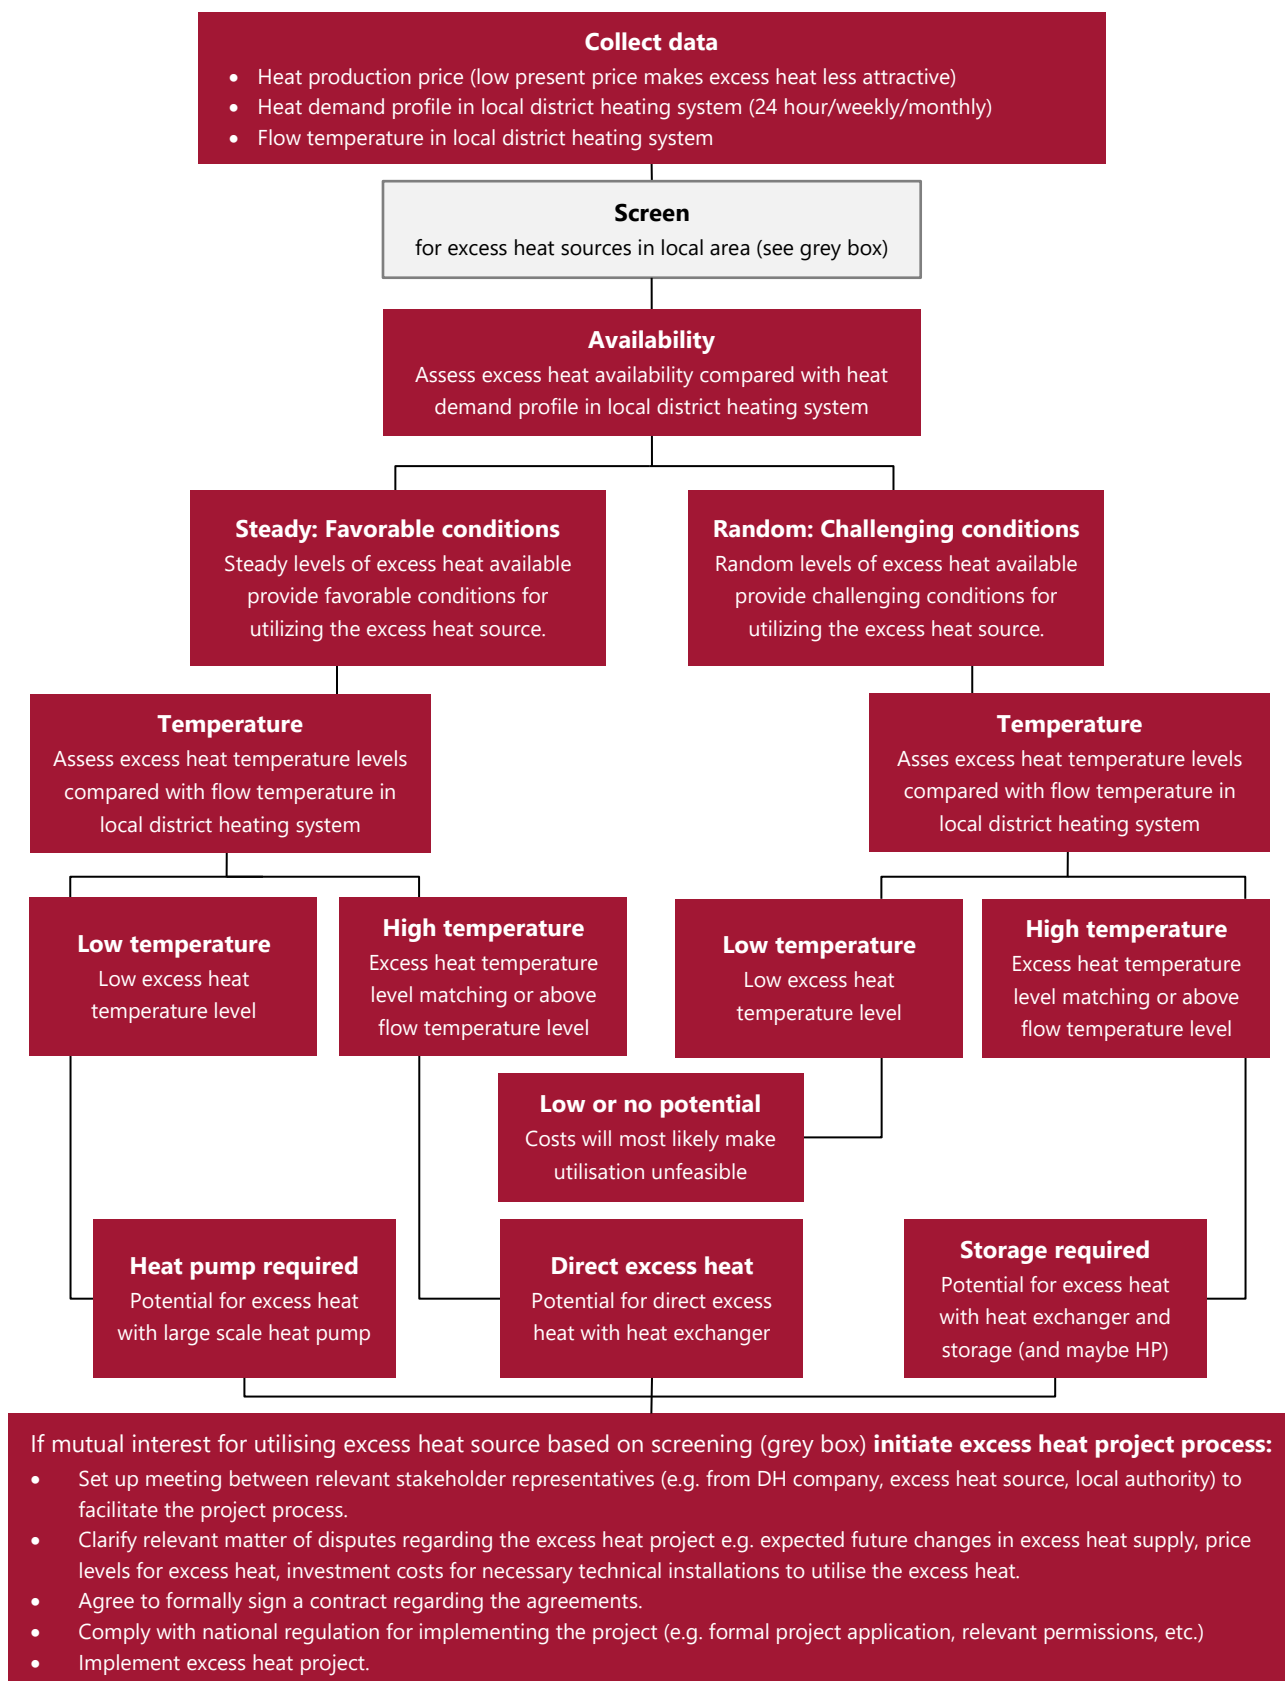 Collect data
• Heat production price (low present price makes excess heat less attractive)
• Heat demand profile in local district heating system (24 hour/weekly/monthly)
• Flow temperature in local district heating system
Screen
for excess heat sources in local area (see grey box)
Availability
Assess excess heat availability compared with heat
demand profile in local district heating system
Steady: Favorable conditions
Steady levels of excess heat available
provide favorable conditions for
utilizing the excess heat source.
Random: Challenging conditions
Random levels of excess heat available
provide challenging conditions for
utilizing the excess heat source.
Temperature
Assess excess heat temperature levels
compared with flow temperature in
local district heating system
Temperature
Asses excess heat temperature levels
compared with flow temperature in
local district heating system
Low temperature
Low excess heat
temperature level
High temperature
Excess heat temperature
level matching or above
flow temperature level
Low temperature
Low excess heat
temperature level
High temperature
Excess heat temperature
level matching or above
flow temperature level
Low or no potential
Costs will most likely make
utilisation unfeasible
Heat pump required
Potential for excess heat
with large scale heat pump
Direct excess heat
Potential for direct excess
heat with heat exchanger
Storage required
Potential for excess heat
with heat exchanger and
storage (and maybe HP)
If mutual interest for utilising excess heat source based on screening (grey box) initiate excess heat project process:
• Set up meeting between relevant stakeholder representatives (e.g. from DH company, excess heat source, local authority) to
facilitate the project process.
• Clarify relevant matter of disputes regarding the excess heat project e.g. expected future changes in excess heat supply, price
levels for excess heat, investment costs for necessary technical installations to utilise the excess heat.
• Agree to formally sign a contract regarding the agreements.
• Comply with national regulation for implementing the project (e.g. formal project application, relevant permissions, etc.)
• Implement excess heat project.